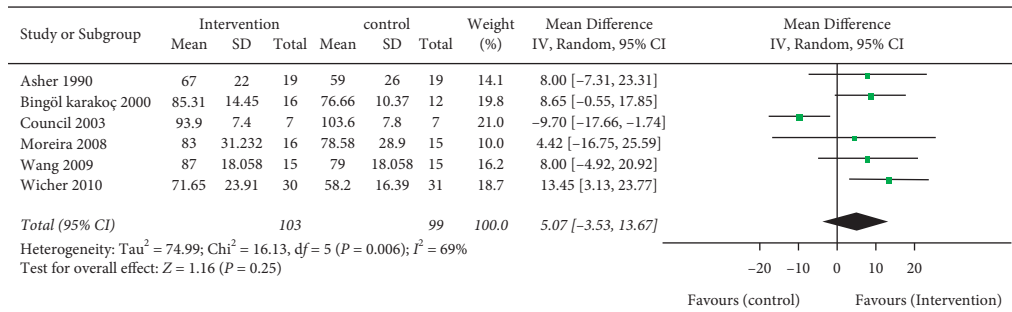 Study or Subgroup Intervention control Weight (%) Mean Difference IV, Random, 95% CI Mean Difference IV, Random, 95% CI
Mean SD Total Mean SD Total
Asher 1990 67 22 19 59 26 19 14.1 8.00 [−7.31, 23.31]
Bingöl karakoç 2000 85.31 14.45 16 76.66 10.37 12 19.8 8.65 [−0.55, 17.85]
Council 2003 93.9 7.4 7 103.6 7.8 7 21.0 −9.70 [−17.66, −1.74]
Moreira 2008 83 31.232 16 78.58 28.9 15 10.0 4.42 [−16.75, 25.59]
Wang 2009 87 18.058 15 79 18.058 15 16.2 8.00 [−4.92, 20.92]
Wicher 2010 71.65 23.91 30 58.2 16.39 31 18.7 13.45 [3.13, 23.77]
Total (95% CI) 103 99 100.0 5.07 [−3.53, 13.67]
Heterogeneity: Tau² = 74.99; Chi² = 16.13, df = 5 (P = 0.006); I² = 69%
Test for overall effect: Z = 1.16 (P = 0.25)
−20 −10 0 10 20
Favours (control) Favours (Intervention)